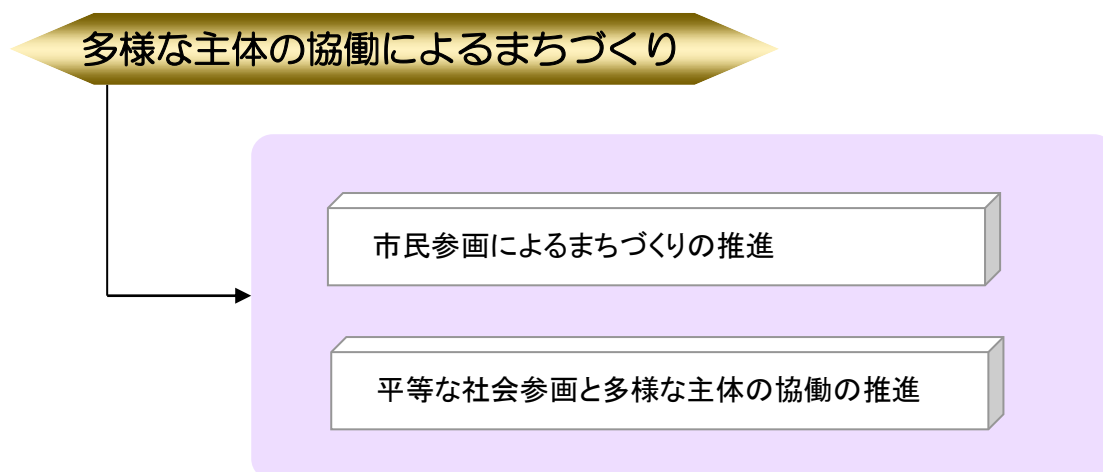 多様な主体の協働によるまちづくり
市民参画によるまちづくりの推進
平等な社会参画と多様な主体の協働の推進